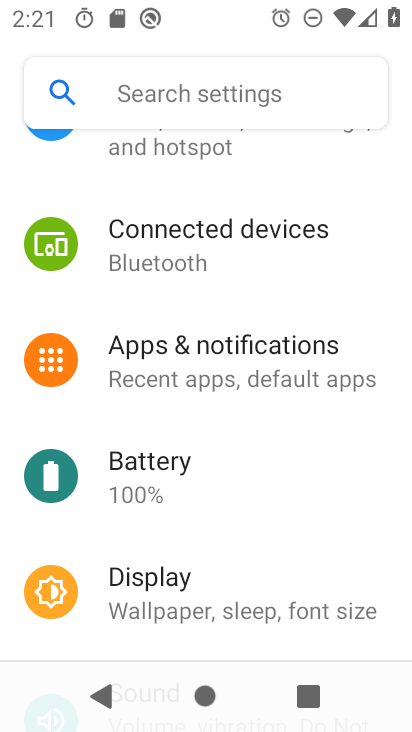 2:21
Search settings
and hotspot
Connected devices
Bluetooth
Apps & notifications
Recent apps, default apps
Battery
100%
Display
Wallpaper, sleep, font size
Sound
Volume, vibration, Do Not